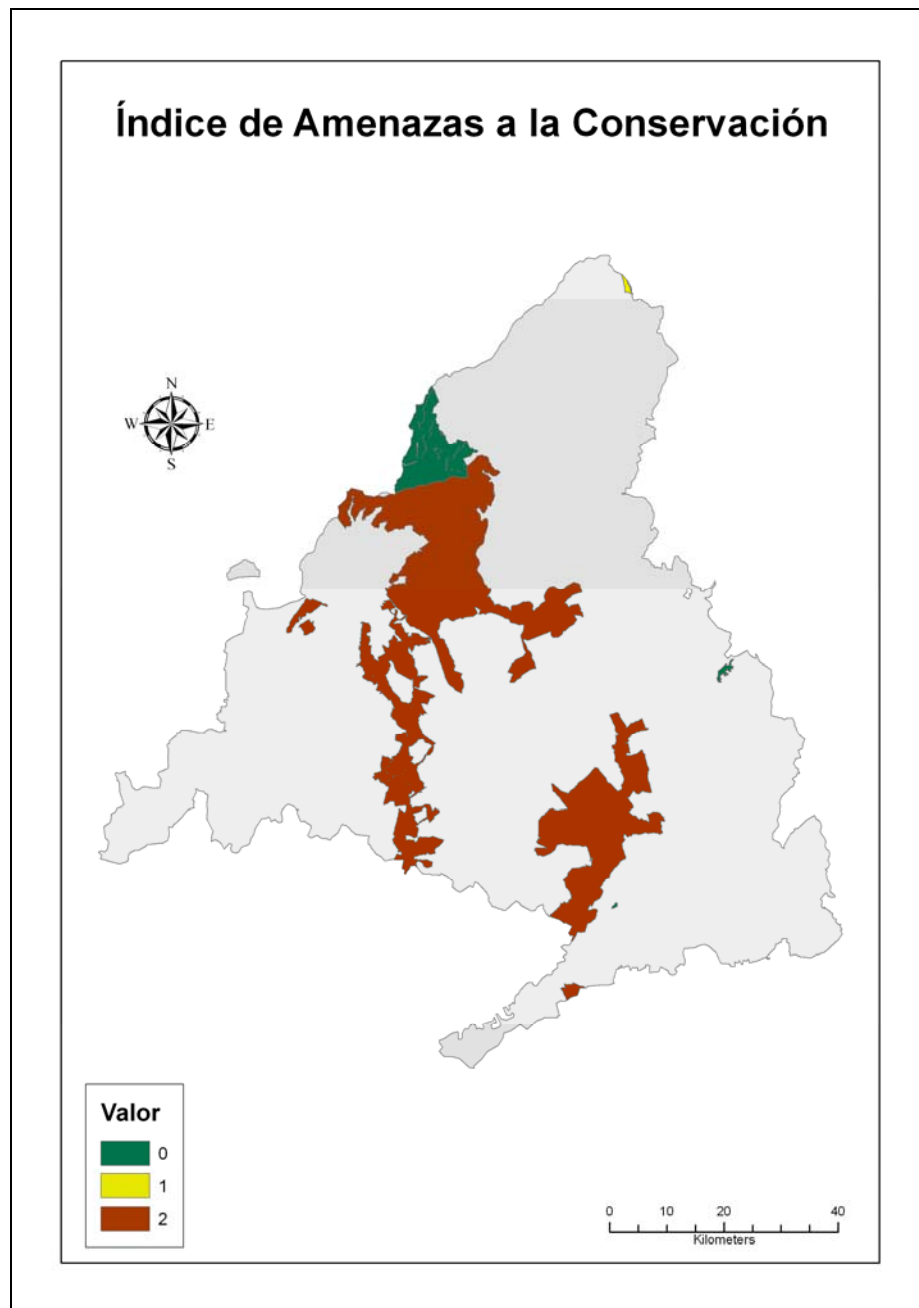 Índice de Amenazas a la Conservación
N
W E
S
Valor
0
1
2
0 10 20 40
Kilometers